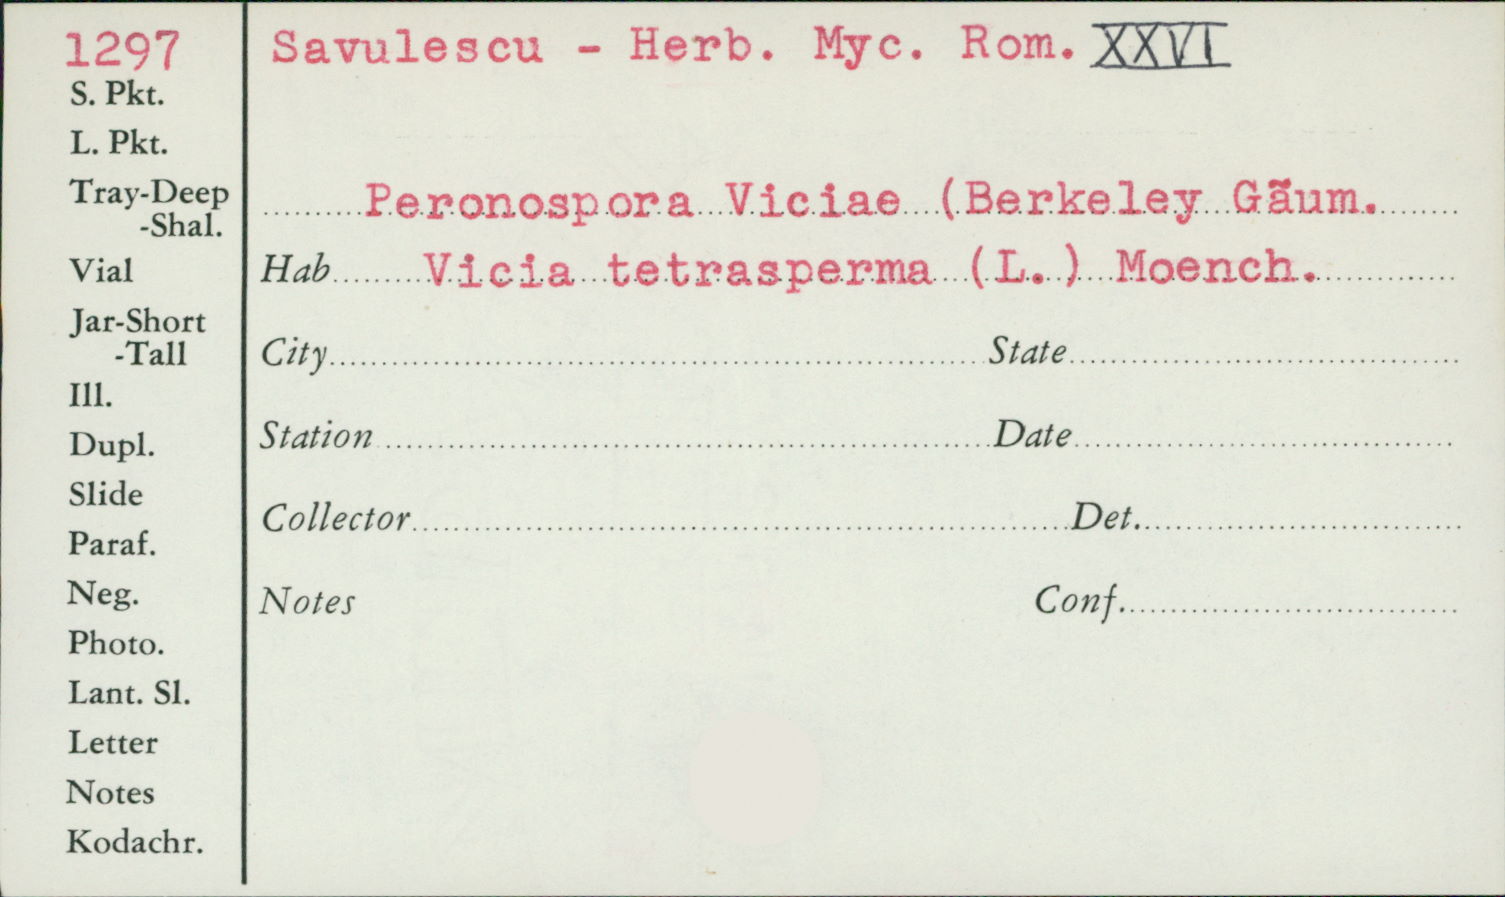 1297
Savulescu - Herb. Myc. Rom. XXVI
S. Pkt.
L. Pkt.
Tray-Deep
-Shal.
Peronospora Viciae (Berkeley Gãum.
Vial
Hab Vicia tetrasperma (L.) Moench.
Jar-Short
-Tall
City State
Ill.
Dupl.
Station Date
Slide
Collector Det.
Paraf.
Neg.
Notes Conf.
Photo.
Lant. Sl.
Letter
Notes
Kodachr.